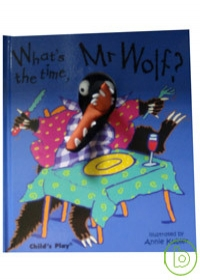 What's
the time,
Mr Wolf?
illustrated by
Annie Kubler
Child's Play